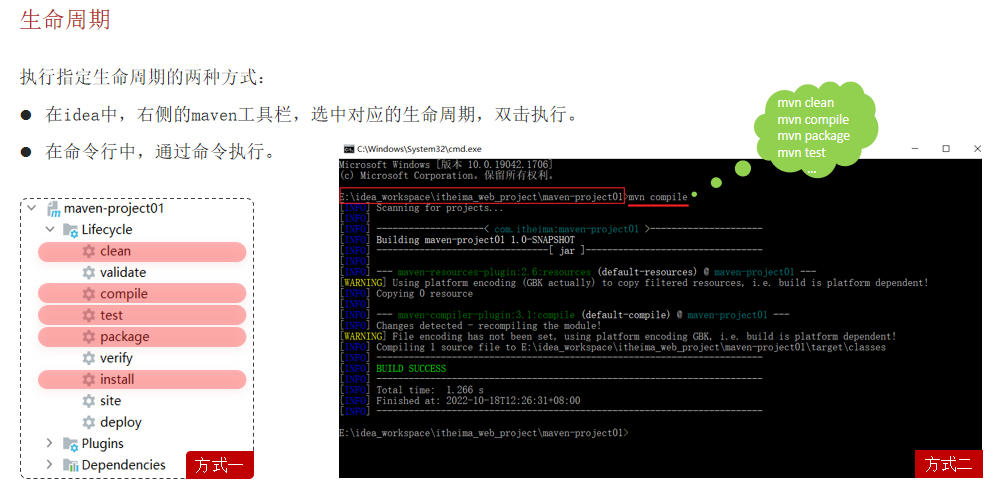 生命周期
执行指定生命周期的两种方式：
● 在idea中，右侧的maven工具栏，选中对应的生命周期，双击执行。
● 在命令行中，通过命令执行。
maven-project01
Lifecycle
clean
validate
compile
test
package
verify
install
site
deploy
Plugins
Dependencies
方式一
mvn clean
mvn compile
mvn package
mvn test
...
C:\Windows\System32\cmd.exe
Microsoft Windows [版本 10.0.19042.1706]
(c) Microsoft Corporation。保留所有权利。
E:\idea_workspace\itheima_web_project\maven-project01>mvn compile
[INFO] Scanning for projects...
[INFO]
[INFO] --------------------< com.itheima:maven-project01 >---------------------
[INFO] Building maven-project01 1.0-SNAPSHOT
[INFO] --------------------------------[ jar ]---------------------------------
[INFO]
[INFO] --- maven-resources-plugin:2.6:resources (default-resources) @ maven-project01 ---
[WARNING] Using platform encoding (GBK actually) to copy filtered resources, i.e. build is platform dependent!
[INFO] Copying 0 resource
[INFO]
[INFO] --- maven-compiler-plugin:3.1:compile (default-compile) @ maven-project01 ---
[INFO] Changes detected - recompiling the module!
[WARNING] File encoding has not been set, using platform encoding GBK, i.e. build is platform dependent!
[INFO] Compiling 1 source file to E:\idea_workspace\itheima_web_project\maven-project01\target\classes
[INFO] ------------------------------------------------------------------------
[INFO] BUILD SUCCESS
[INFO] ------------------------------------------------------------------------
[INFO] Total time:  1.266 s
[INFO] Finished at: 2022-10-18T12:26:31+08:00
[INFO] ------------------------------------------------------------------------
E:\idea_workspace\itheima_web_project\maven-project01>
方式二